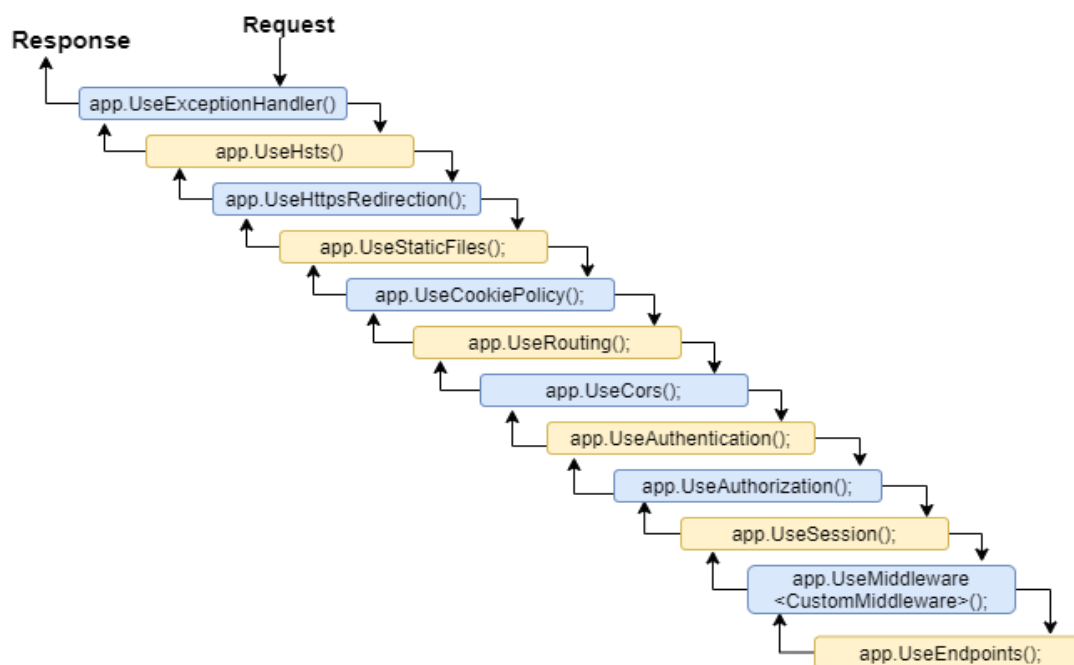 Request
Response
app.UseExceptionHandler()
app.UseHsts()
app.UseHttpsRedirection();
app.UseStaticFiles();
app.UseCookiePolicy();
app.UseRouting();
app.UseCors();
app.UseAuthentication();
app.UseAuthorization();
app.UseSession();
app.UseMiddleware
<CustomMiddleware>();
app.UseEndpoints();